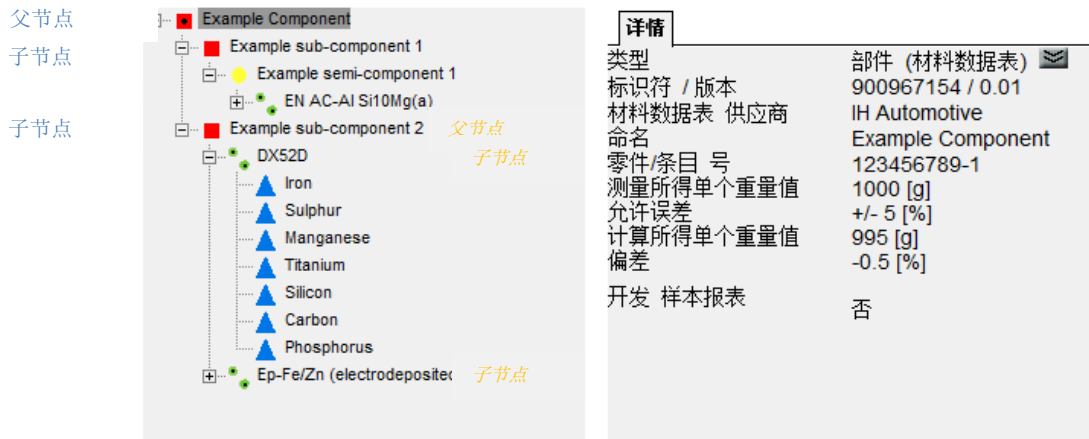 父节点 Example Component
子节点 Example sub-component 1
Example semi-component 1
EN AC-Al Si10Mg(a)
子节点 Example sub-component 2 父节点
DX52D 子节点
Iron
Sulphur
Manganese
Titanium
Silicon
Carbon
Phosphorus
Ep-Fe/Zn (electrodeposited 子节点
详情
类型 部件 (材料数据表)
标识符 / 版本 900967154 / 0.01
材料数据表 供应商 IH Automotive
命名 Example Component
零件/条目 号 123456789-1
测量所得单个重量值 1000 [g]
允许误差 +/- 5 [%]
计算所得单个重量值 995 [g]
偏差 -0.5 [%]
开发 样本报表 否